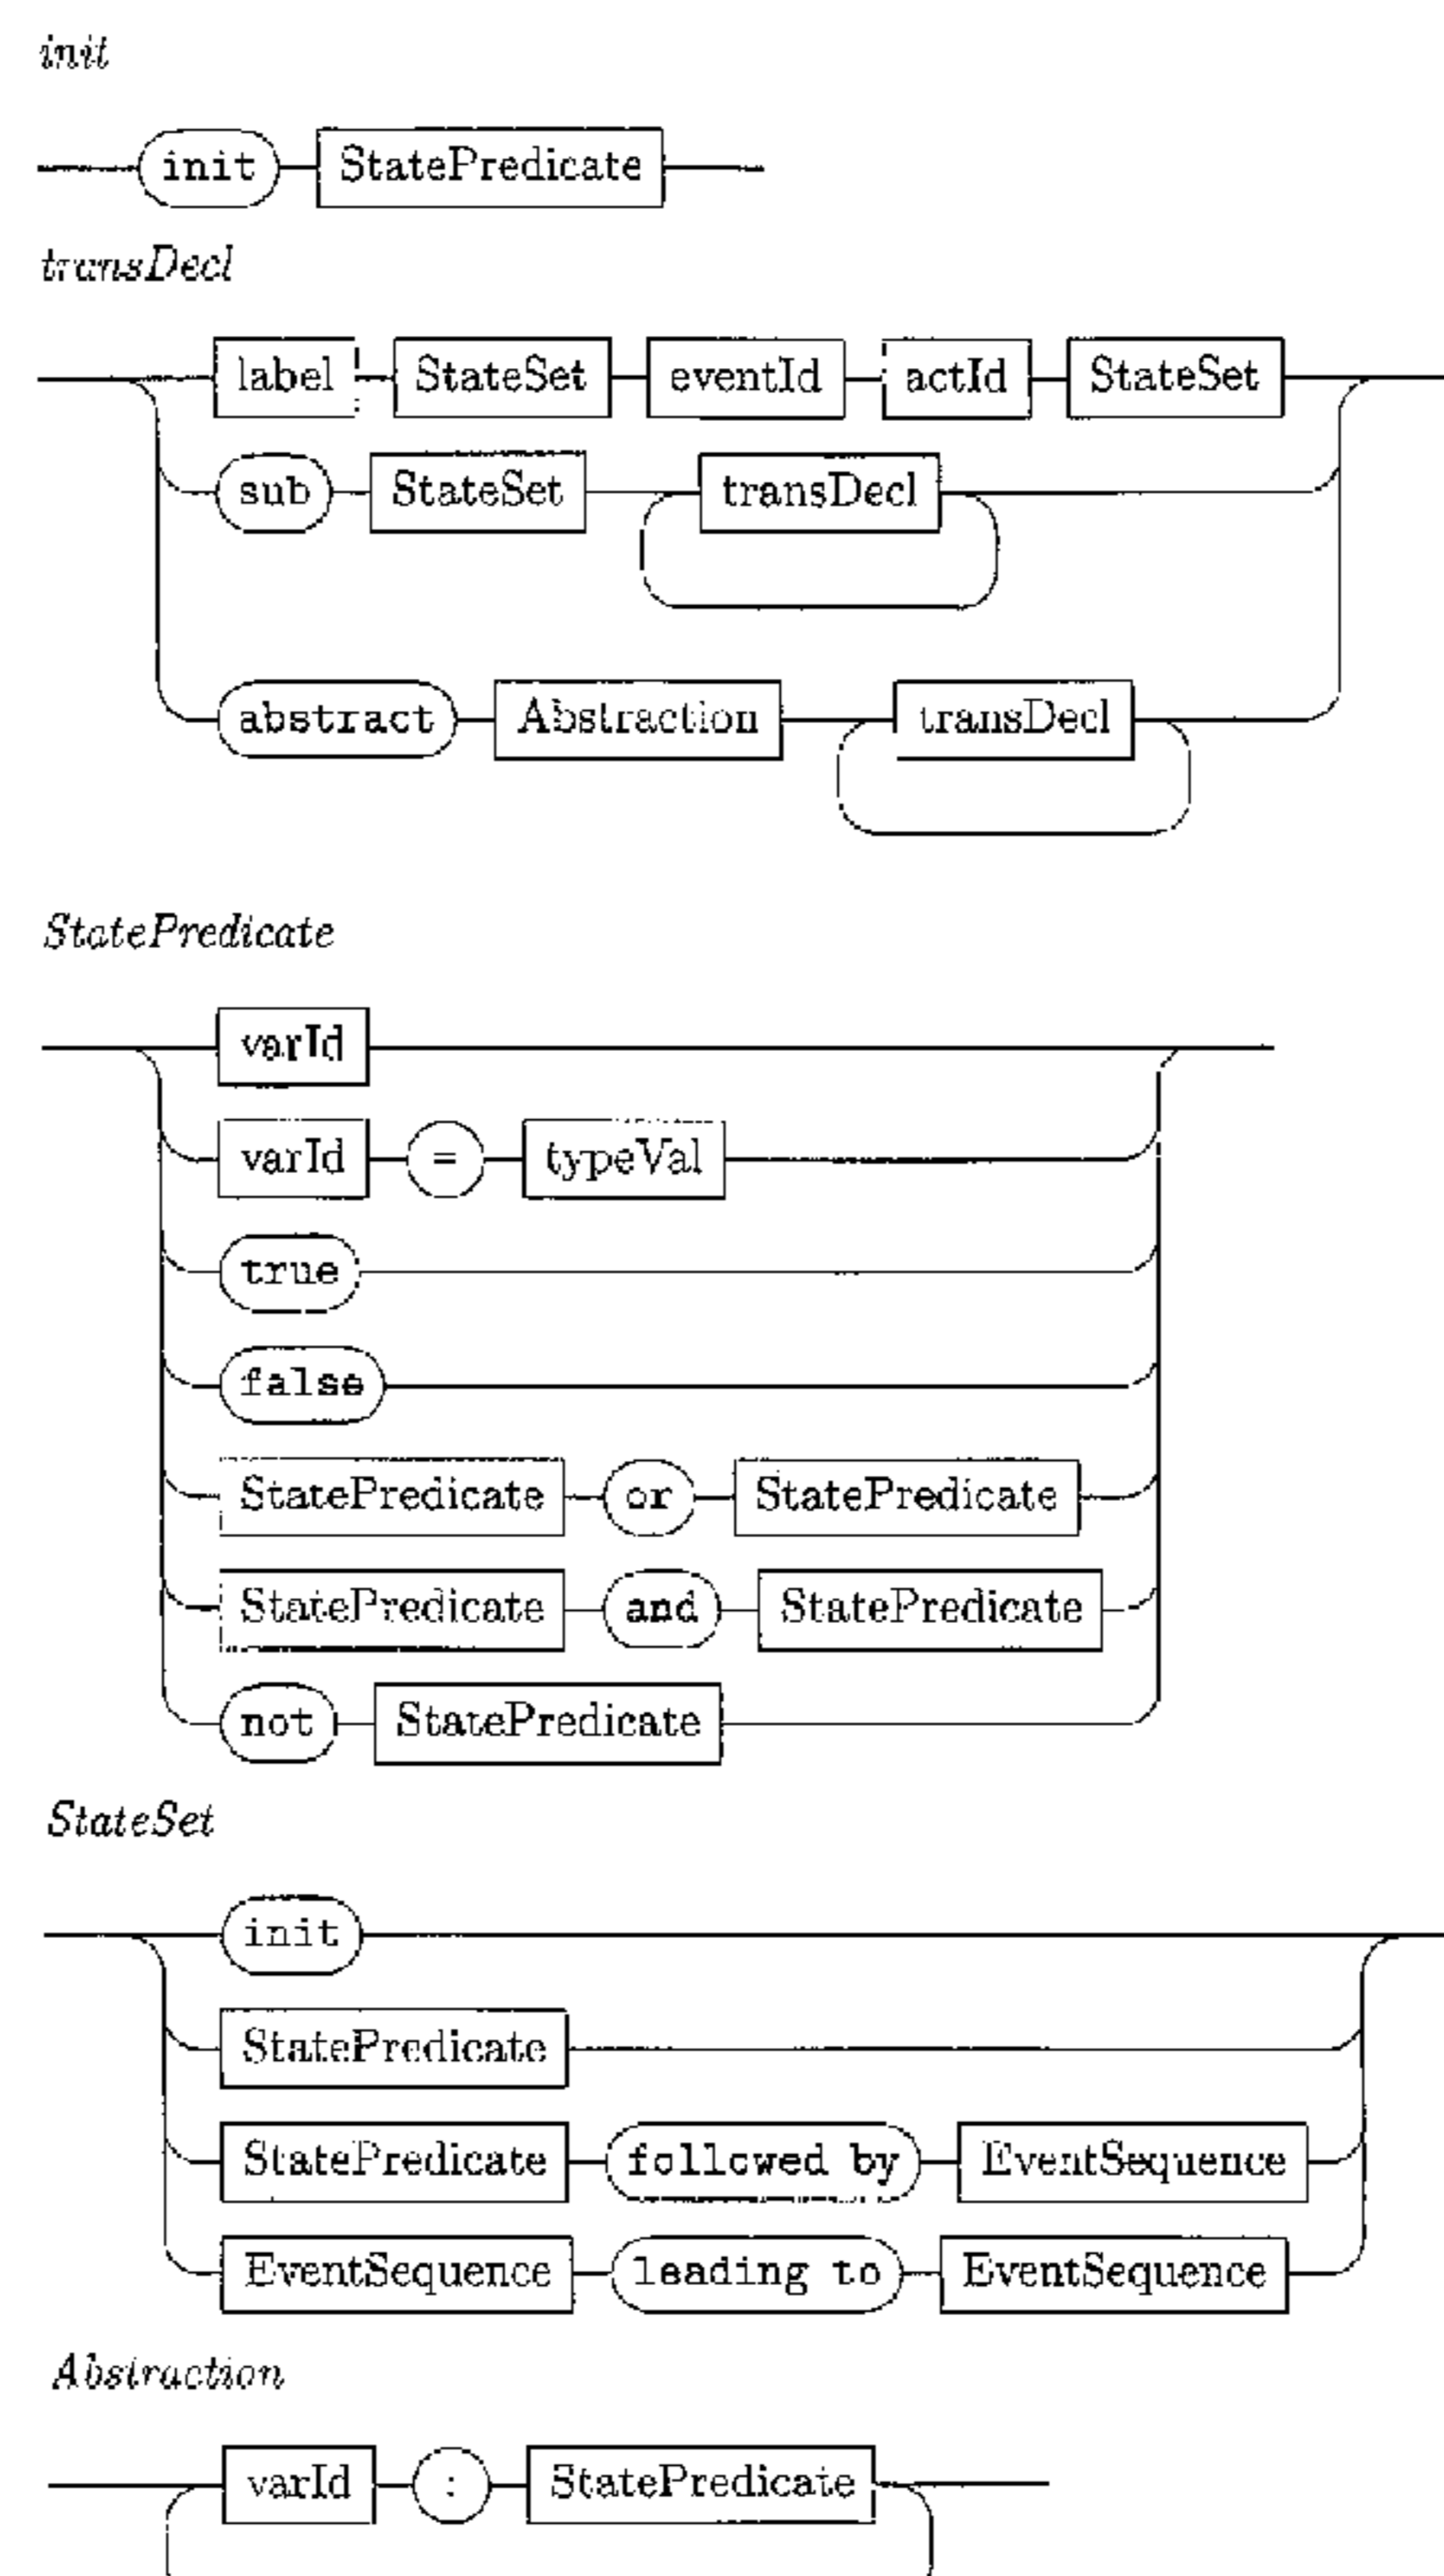 init
init StatePredicate
transDecl
label StateSet eventId actId StateSet
sub StateSet transDecl
abstract Abstraction transDecl
StatePredicate
varId
varId = typeVal
true
false
StatePredicate or StatePredicate
StatePredicate and StatePredicate
not StatePredicate
StateSet
init
StatePredicate
StatePredicate followed by EventSequence
EventSequence leading to EventSequence
Abstraction
varId : StatePredicate